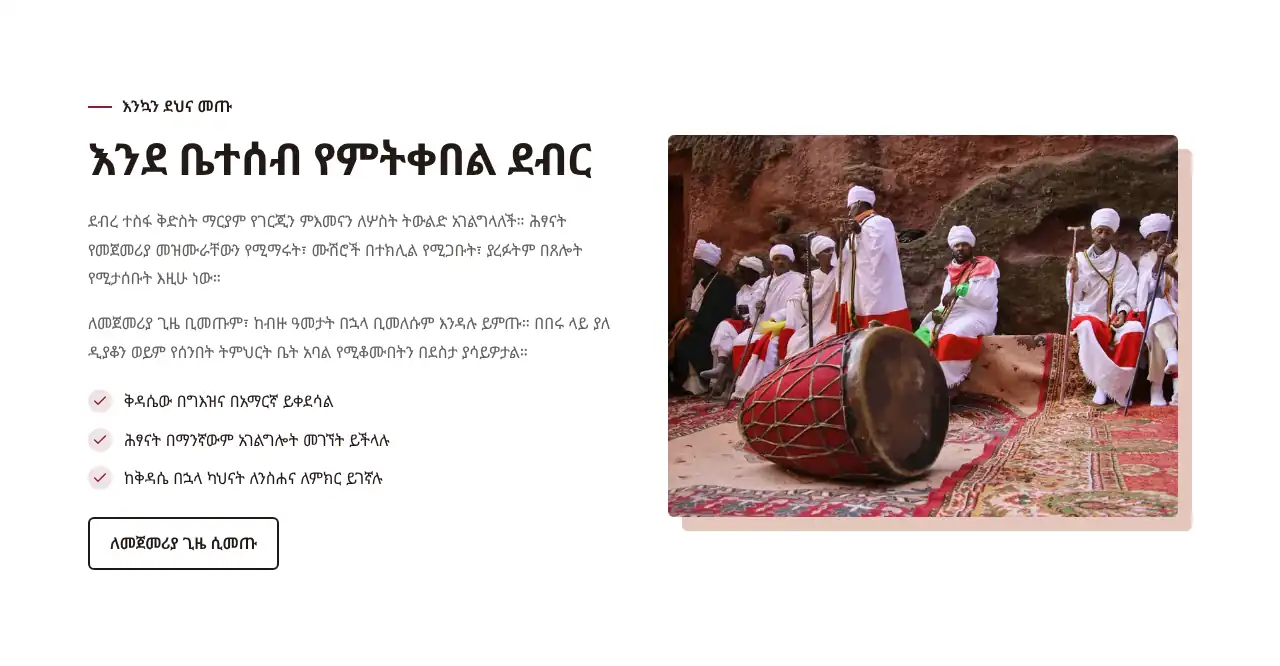 እንኳን ደህና መጡ
እንደ ቤተሰብ የምትቀበል ደብር
ደብረ ተስፋ ቅድስት ማርያም የገርጂን ምእመናን ለሦስት ትውልድ አገልግላለች። ሕፃናት
የመጀመሪያ መዝሙራቸውን የሚማሩት፣ ሙሽሮች በተክሊል የሚጋቡት፣ ያረፉትም በጸሎት
የሚታሰቡት እዚሁ ነው።
ለመጀመሪያ ጊዜ ቢመጡም፣ ከብዙ ዓመታት በኋላ ቢመለሱም እንዳሉ ይምጡ። በበሩ ላይ ያለ
ዲያቆን ወይም የሰንበት ትምህርት ቤት አባል የሚቆሙበትን በደስታ ያሳይዎታል።
ቅዳሴው በግእዝና በአማርኛ ይቀደሳል
ሕፃናት በማንኛውም አገልግሎት መገኘት ይችላሉ
ከቅዳሴ በኋላ ካህናት ለንስሐና ለምክር ይገኛሉ
ለመጀመሪያ ጊዜ ሲመጡ